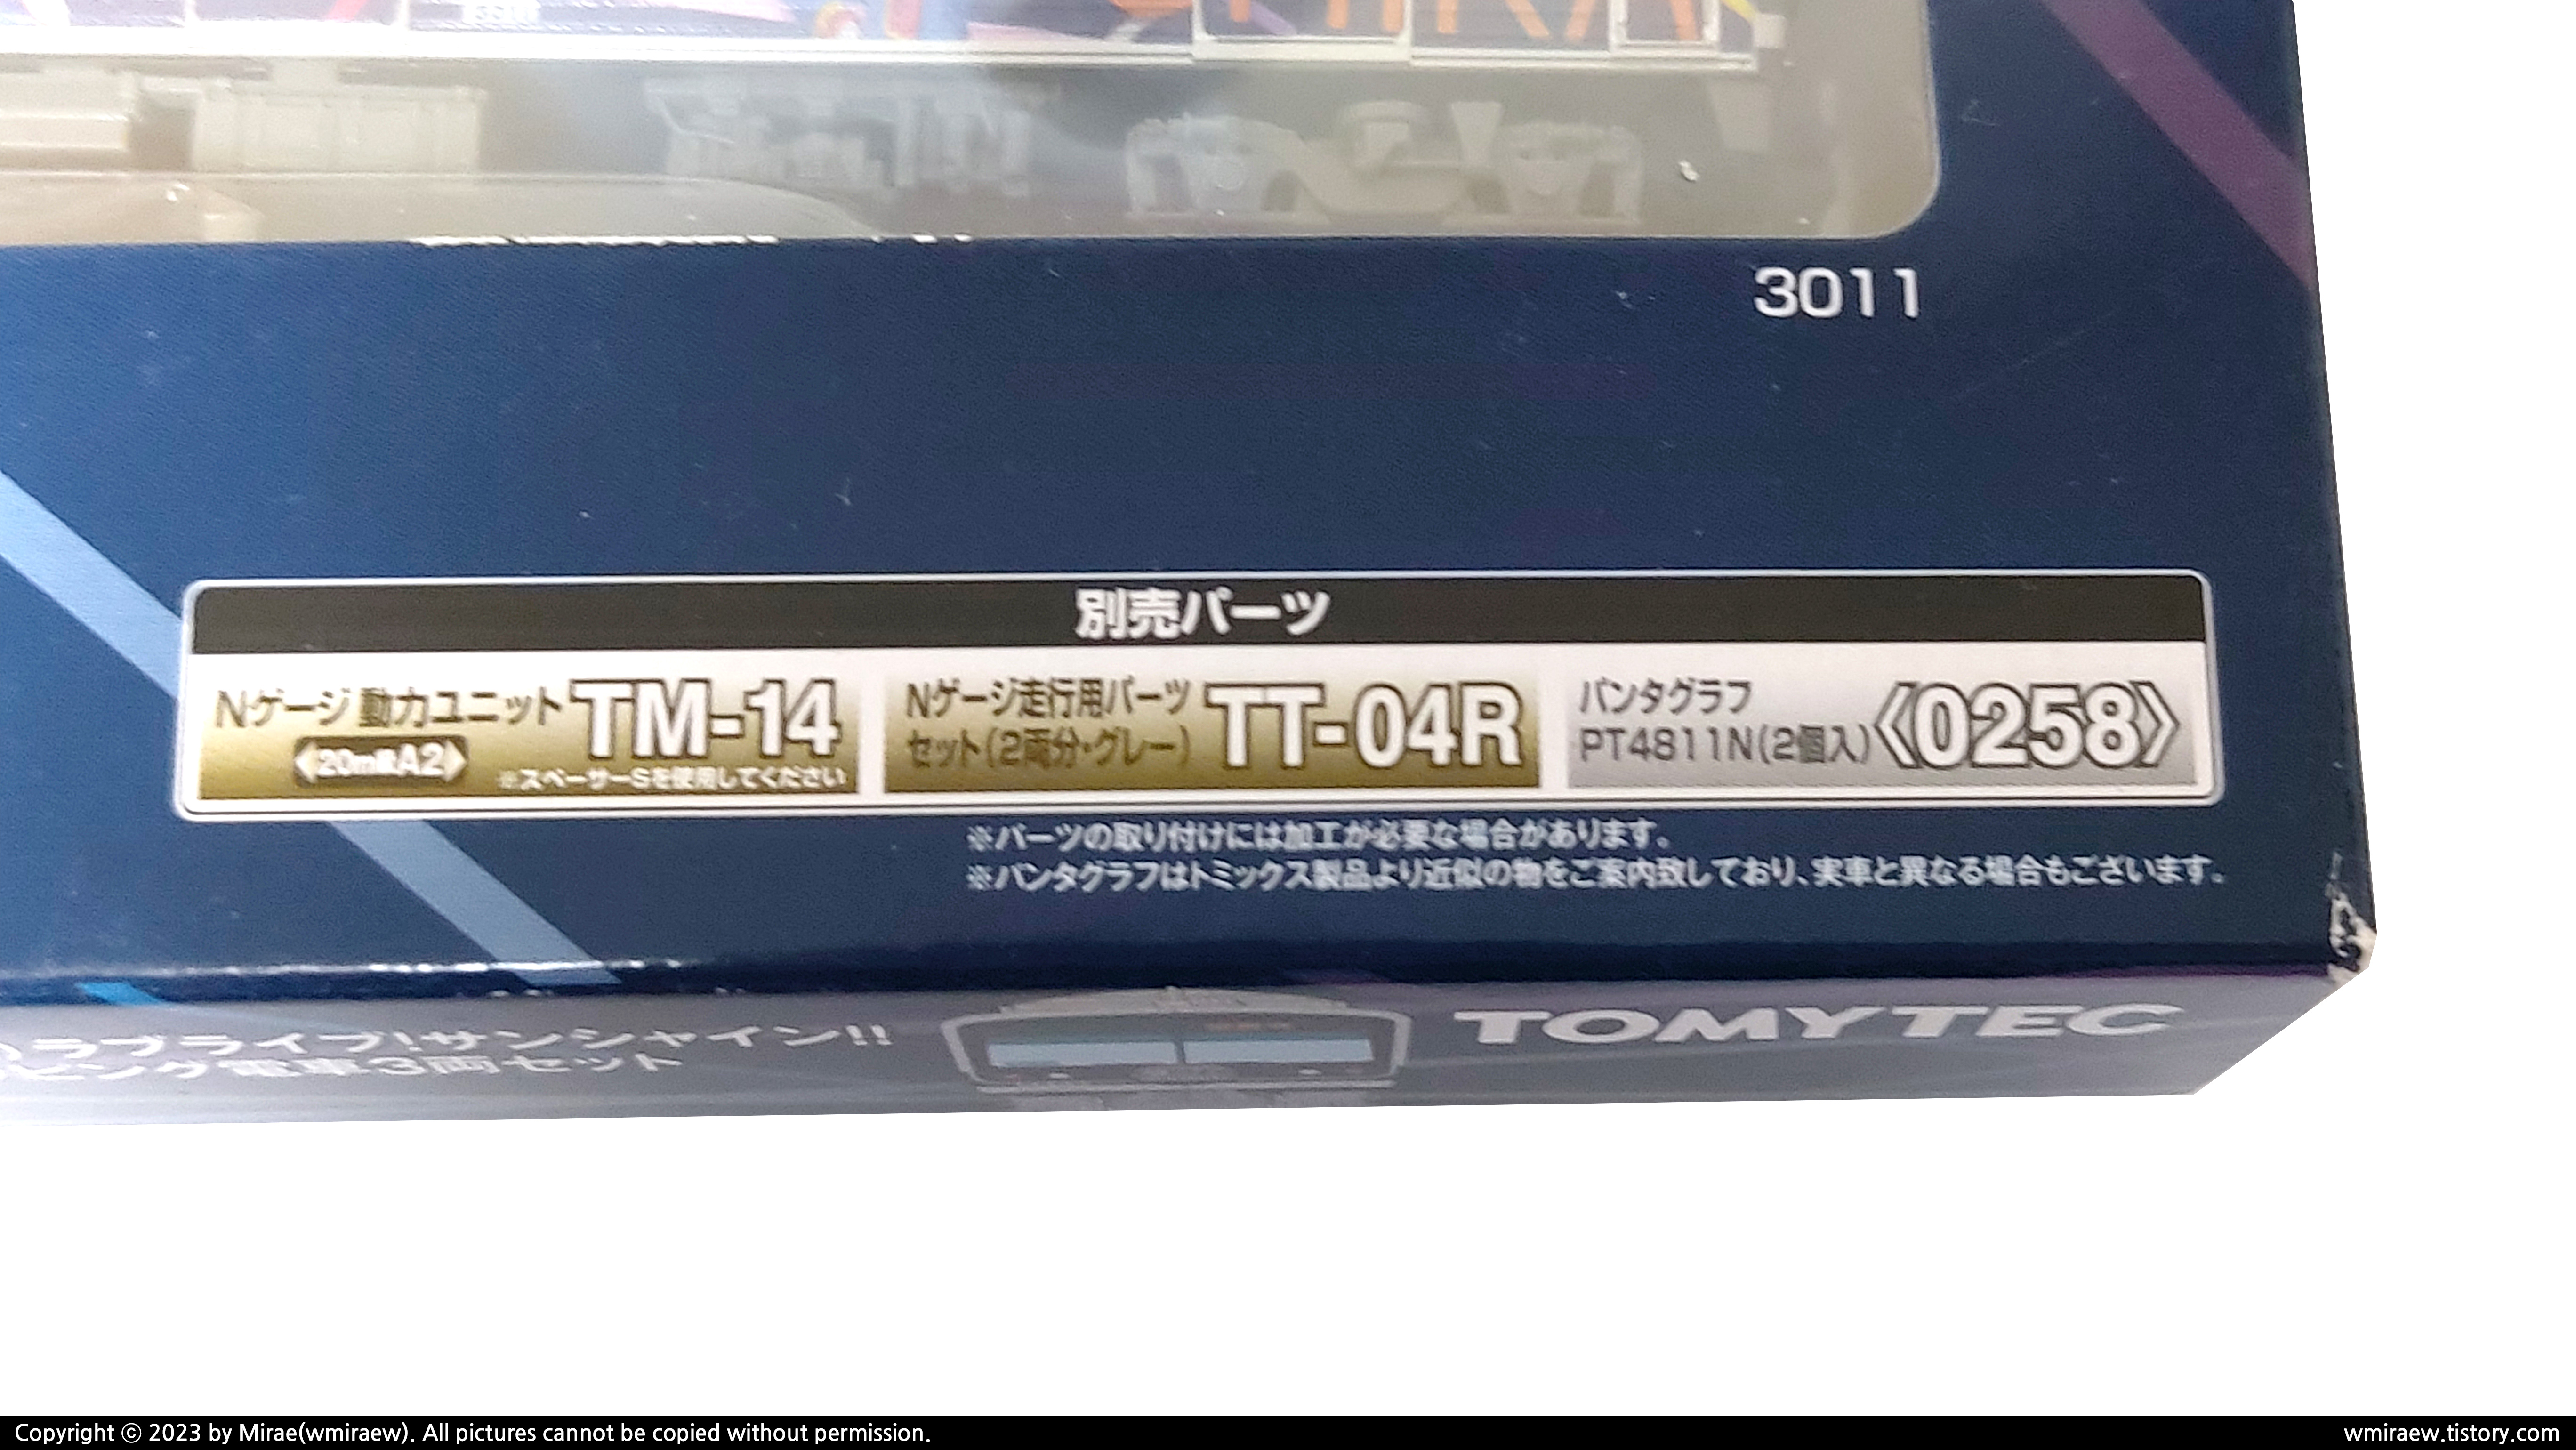 3011
別売パーツ
Nゲージ 動力ユニット TM-14
20m級A2
※スペーサーSを使用してください
Nゲージ走行用パーツ
セット(2両分・グレー) TT-04R
パンタグラフ
PT4811N(2個入) 〈0258〉
※パーツの取り付けには加工が必要な場合があります。
※パンタグラフはトミックス製品より近似の物をご案内致しており、実車と異なる場合もございます。
ラブライブ!サンシャイン!!
ピング電車3両セット
TOMYTEC
Copyright ⓒ 2023 by Mirae(wmiraew). All pictures cannot be copied without permission.
wmiraew.tistory.com